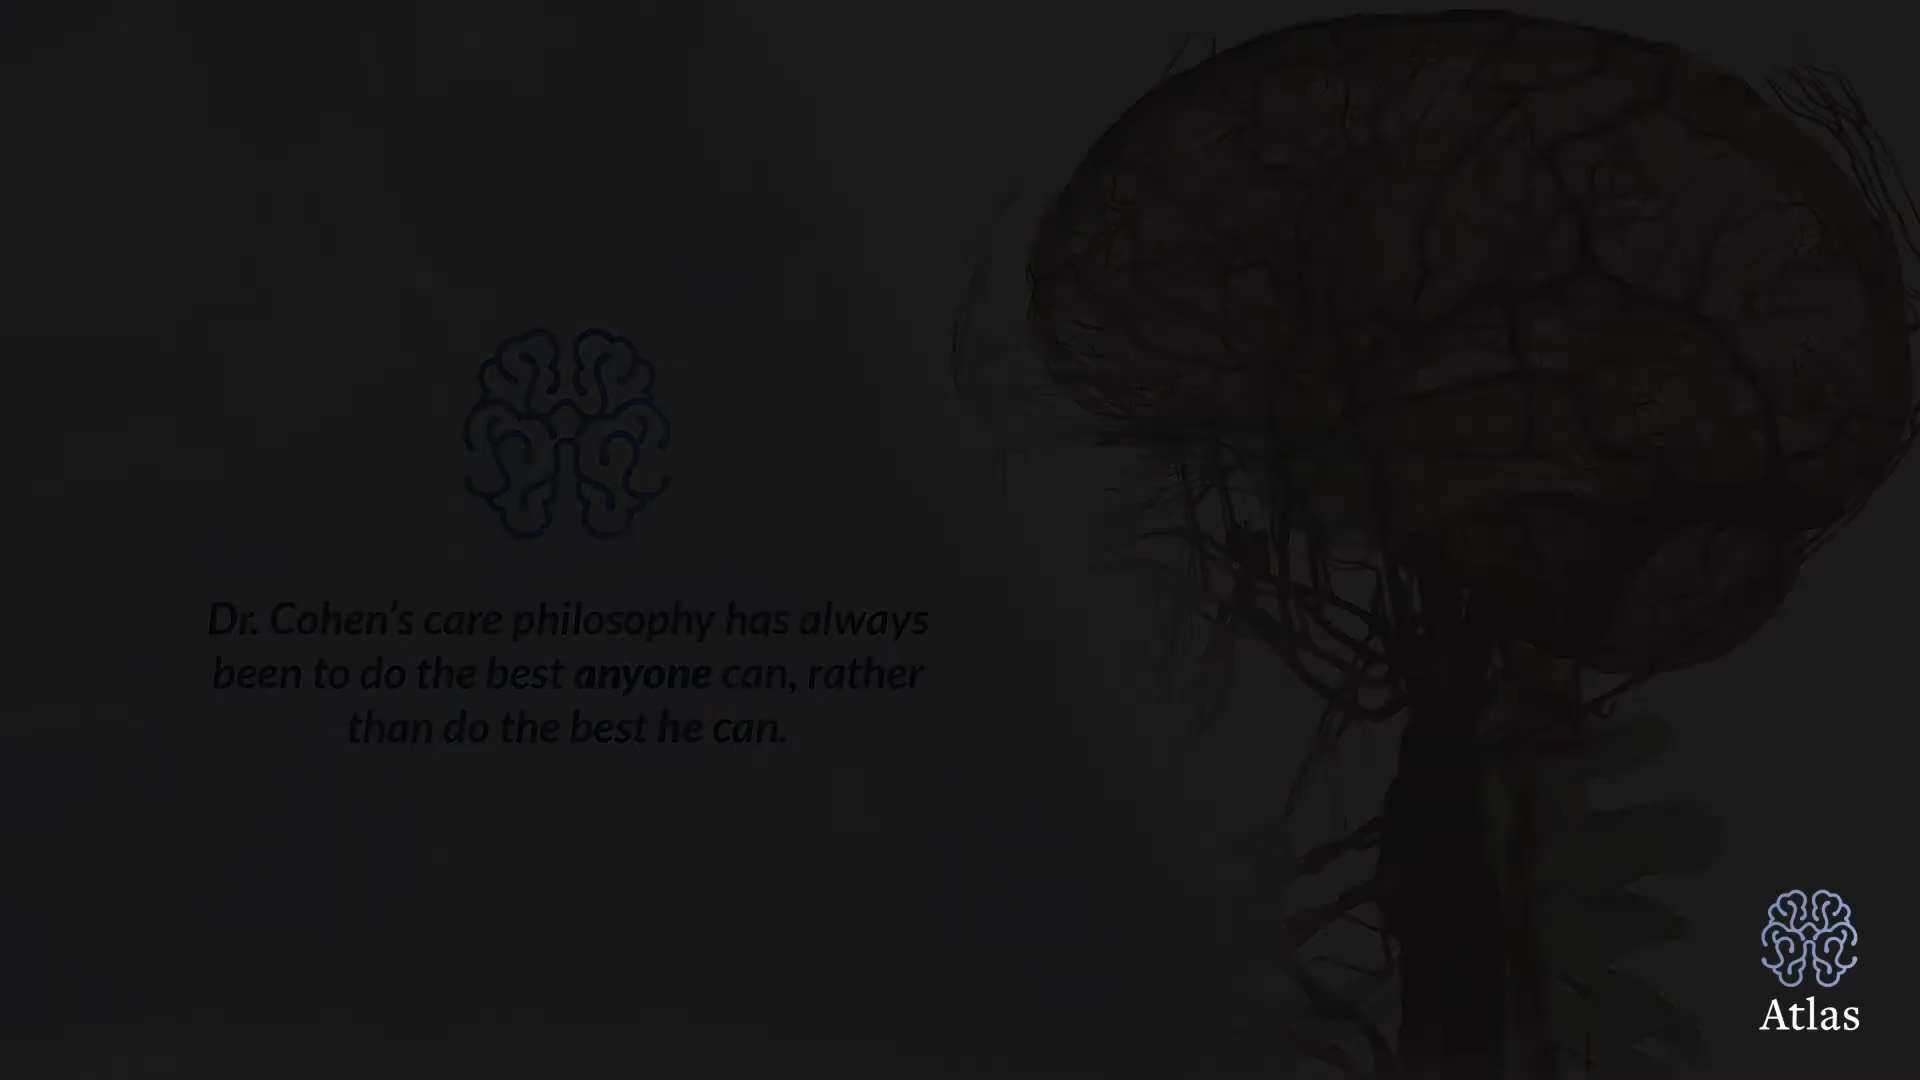 Dr. Cohen’s care philosophy has always
been to do the best anyone can, rather
than do the best he can.
Atlas